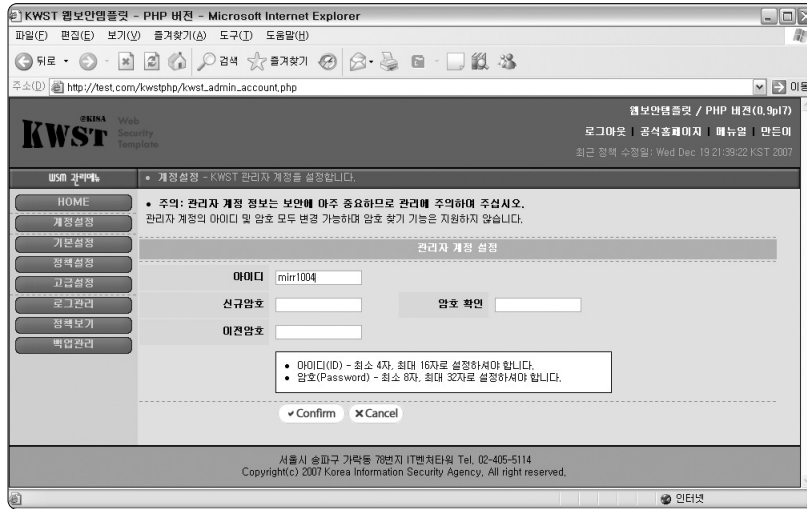 KWST 웹보안템플릿 - PHP 버전 - Microsoft Internet Explorer
파일(F) 편집(E) 보기(V) 즐겨찾기(A) 도구(T) 도움말(H)
뒤로 검색 즐겨찾기
주소(D) http://test.com/kwstphp/kwst_admin_account.php 이동
웹보안템플릿 / PHP 버전(0.9pl7)
@KISA Web
KWST Security
Template
로그아웃 | 공식홈페이지 | 메뉴얼 | 만든이
최근 정책 수정일: Wed Dec 19 21:39:22 KST 2007
WSM 관리메뉴
• 계정설정 - KWST 관리자 계정을 설정합니다.
HOME
계정설정
기본설정
정책설정
고급설정
로그관리
정책보기
백업관리
• 주의: 관리자 계정 정보는 보안에 아주 중요하므로 관리에 주의하여 주십시오.
관리자 계정의 아이디 및 암호 모두 변경 가능하며 암호 찾기 기능은 지원하지 않습니다.
관리자 계정 설정
아이디 mirr1004
신규암호 암호 확인
이전암호
• 아이디(ID) - 최소 4자, 최대 16자로 설정하셔야 합니다.
• 암호(Password) - 최소 8자, 최대 32자로 설정하셔야 합니다.
Confirm Cancel
서울시 송파구 가락동 78번지 IT벤처타워 Tel. 02-405-5114
Copyright(c) 2007 Korea Information Security Agency, All right reserved.
인터넷